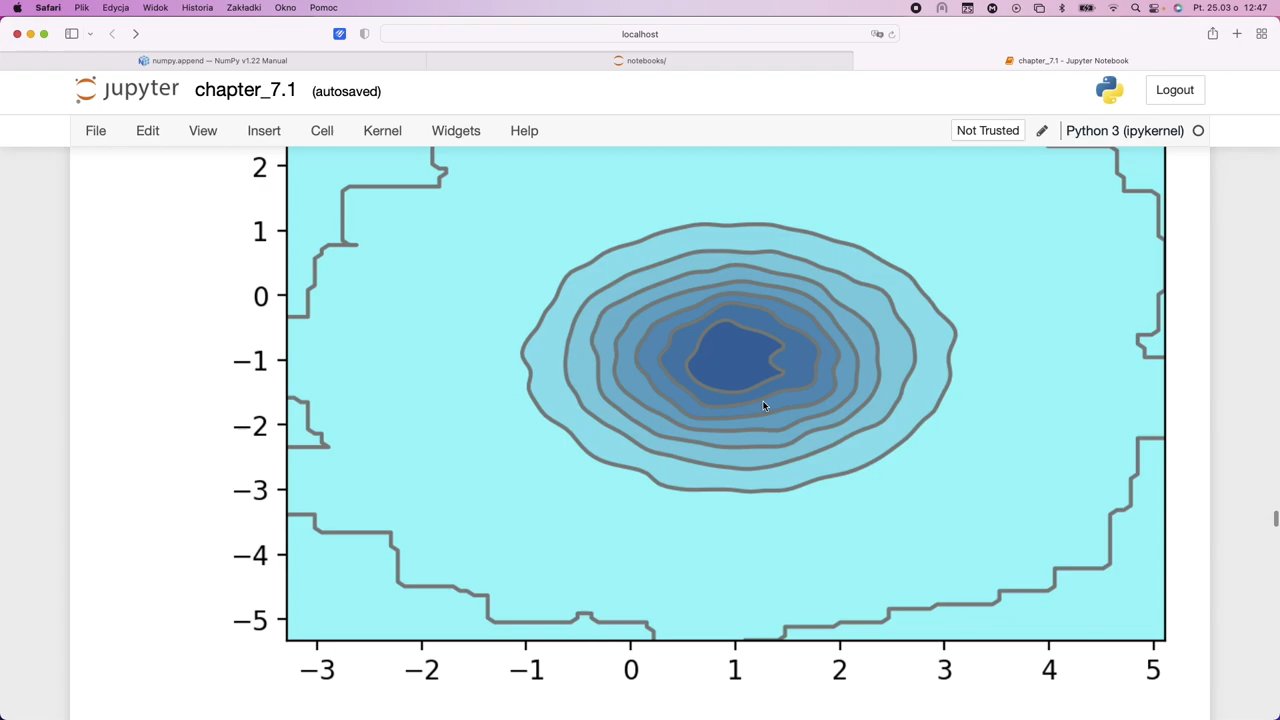 Safari Plik Edycja Widok Historia Zakładki Okno Pomoc Pt. 25.03 o 12:47
localhost
numpy.append — NumPy v1.22 Manual notebooks/ chapter_7.1 - Jupyter Notebook
jupyter chapter_7.1 (autosaved) Logout
File Edit View Insert Cell Kernel Widgets Help Not Trusted Python 3 (ipykernel)
2
1
0
−1
−2
−3
−4
−5
−3 −2 −1 0 1 2 3 4 5